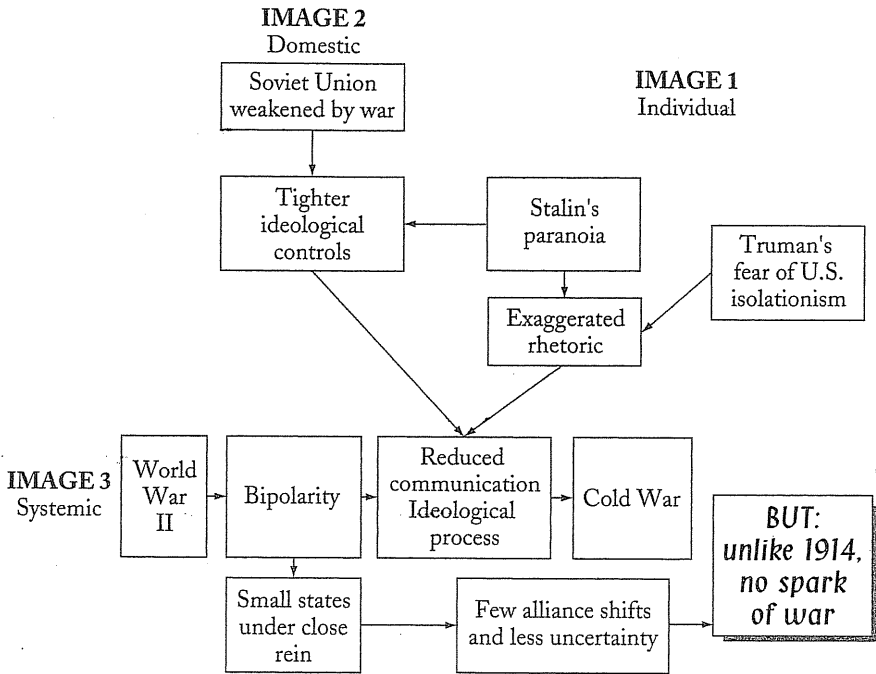 IMAGE 2
Domestic
Soviet Union
weakened by war
IMAGE 1
Individual
Tighter
ideological
controls
Stalin's
paranoia
Truman's
fear of U.S.
isolationism
Exaggerated
rhetoric
IMAGE 3
Systemic
World
War
II
Bipolarity
Reduced
communication
Ideological
process
Cold War
BUT:
unlike 1914,
no spark
of war
Small states
under close
rein
Few alliance shifts
and less uncertainty